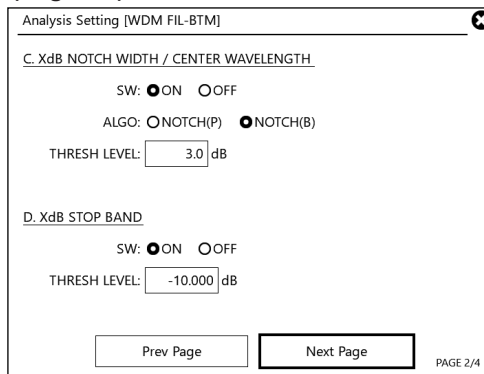 Analysis Setting [WDM FIL-BTM]
C. XdB NOTCH WIDTH / CENTER WAVELENGTH
SW: ON OFF
ALGO: NOTCH(P) NOTCH(B)
THRESH LEVEL: 3.0 dB
D. XdB STOP BAND
SW: ON OFF
THRESH LEVEL: -10.000 dB
Prev Page Next Page PAGE 2/4